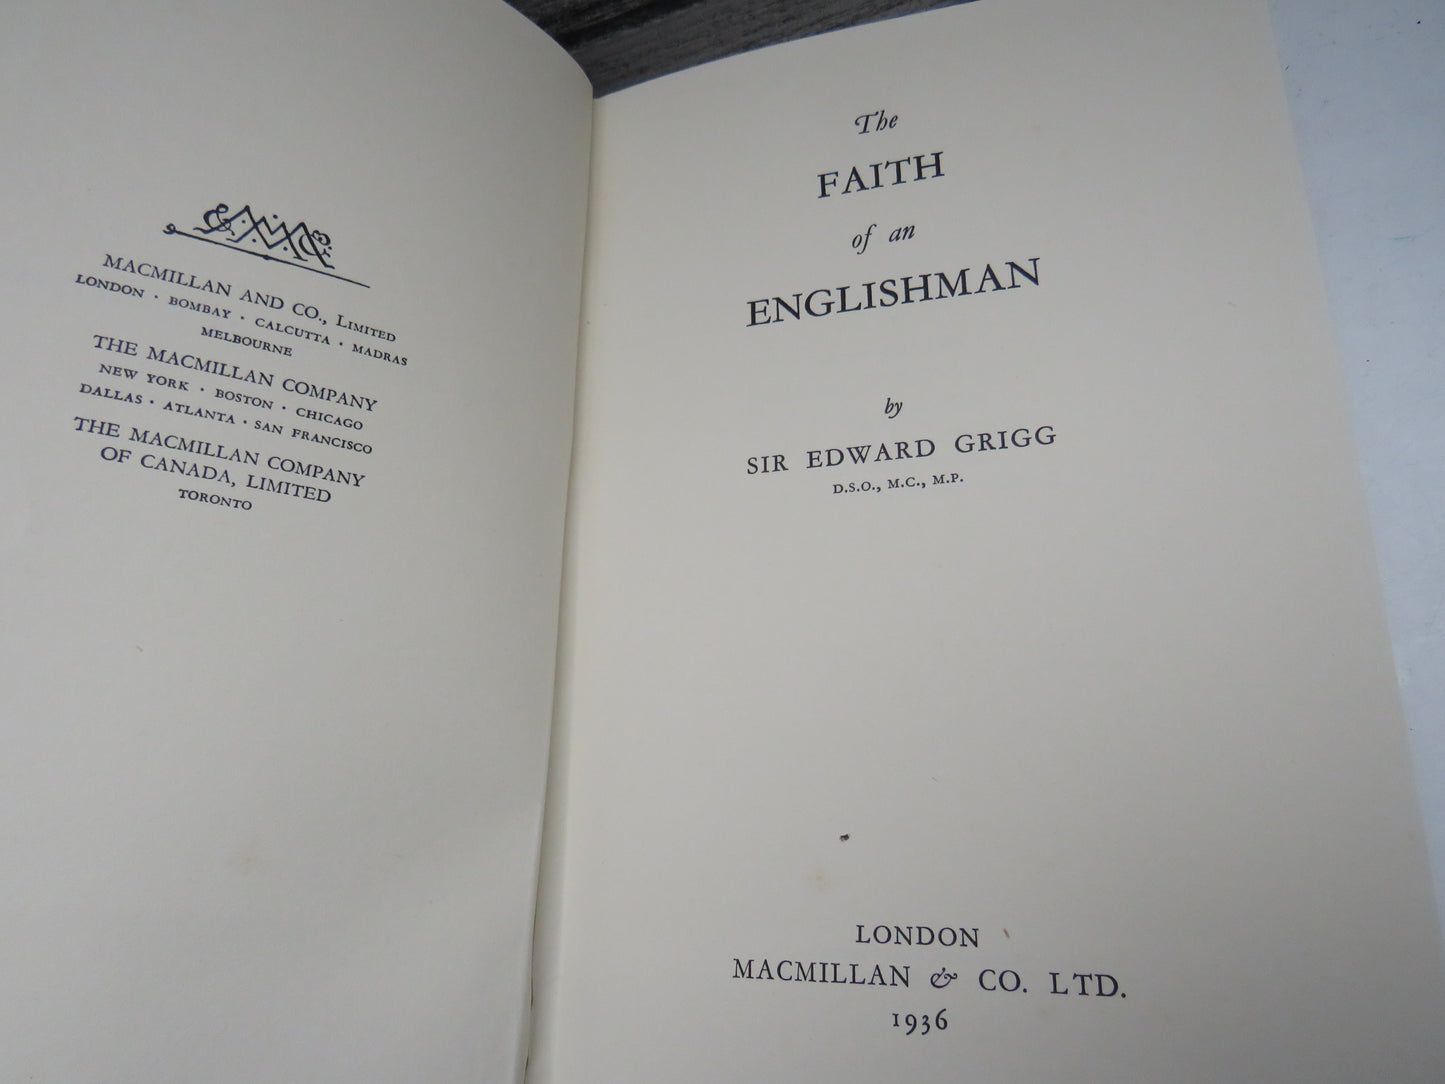 MACMILLAN AND CO., LIMITED
LONDON · BOMBAY · CALCUTTA · MADRAS
MELBOURNE
THE MACMILLAN COMPANY
NEW YORK · BOSTON · CHICAGO
DALLAS · ATLANTA · SAN FRANCISCO
THE MACMILLAN COMPANY
OF CANADA, LIMITED
TORONTO
The
FAITH
of an
ENGLISHMAN
by
SIR EDWARD GRIGG
D.S.O., M.C., M.P.
LONDON
MACMILLAN & CO. LTD.
1936